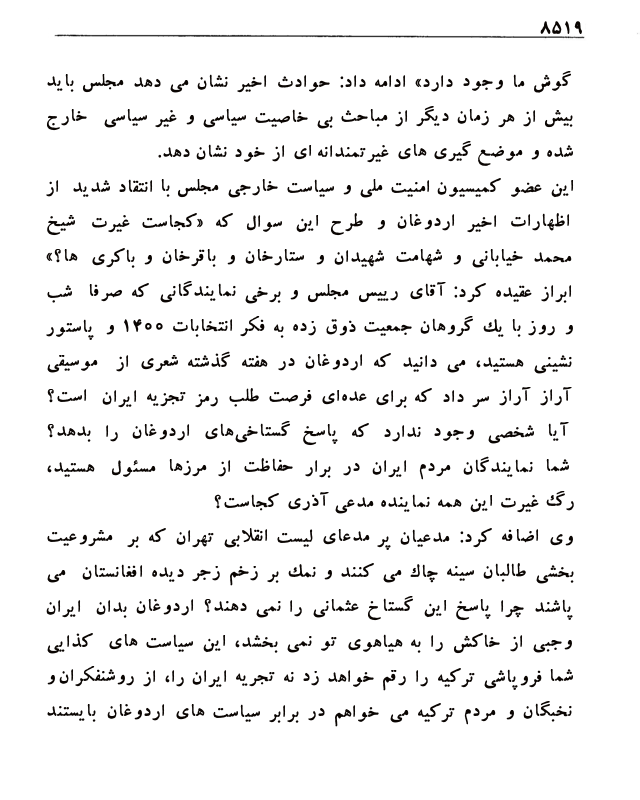 ۸۵۱۹
گوش ما وجود دارد» ادامه داد: حوادث اخیر نشان می دهد مجلس باید
بیش از هر زمان دیگر از مباحث بی خاصیت سیاسی و غیر سیاسی خارج
شده و موضع گیری های غیرتمندانه ای از خود نشان دهد.
این عضو کمیسیون امنیت ملی و سیاست خارجی مجلس با انتقاد شدید از
اظهارات اخیر اردوغان و طرح این سوال که «کجاست غیرت شیخ
محمد خیابانی و شهامت شهیدان و ستارخان و باقرخان و باکری ها؟»
ابراز عقیده کرد: آقای رییس مجلس و برخی نمایندگانی که صرفا شب
و روز با یك گروهان جمعیت ذوق زده به فکر انتخابات ۱۴۰۰ و پاستور
نشینی هستید، می دانید که اردوغان در هفته گذشته شعری از موسیقی
آراز آراز سر داد که برای عده‌ای فرصت طلب رمز تجزیه ایران است؟
آیا شخصی وجود ندارد که پاسخ گستاخی‌های اردوغان را بدهد؟
شما نمایندگان مردم ایران در برار حفاظت از مرزها مسئول هستید،
رگ غیرت این همه نماینده مدعی آذری کجاست؟
وی اضافه کرد: مدعیان پر مدعای لیست انقلابی تهران که بر مشروعیت
بخشی طالبان سینه چاك می کنند و نمك بر زخم زجر دیده افغانستان می
پاشند چرا پاسخ این گستاخ عثمانی را نمی دهند؟ اردوغان بدان ایران
وجبی از خاکش را به هیاهوی تو نمی بخشد، این سیاست های کذایی
شما فروپاشی ترکیه را رقم خواهد زد نه تجریه ایران را، از روشنفکران و
نخبگان و مردم ترکیه می خواهم در برابر سیاست های اردوغان بایستند